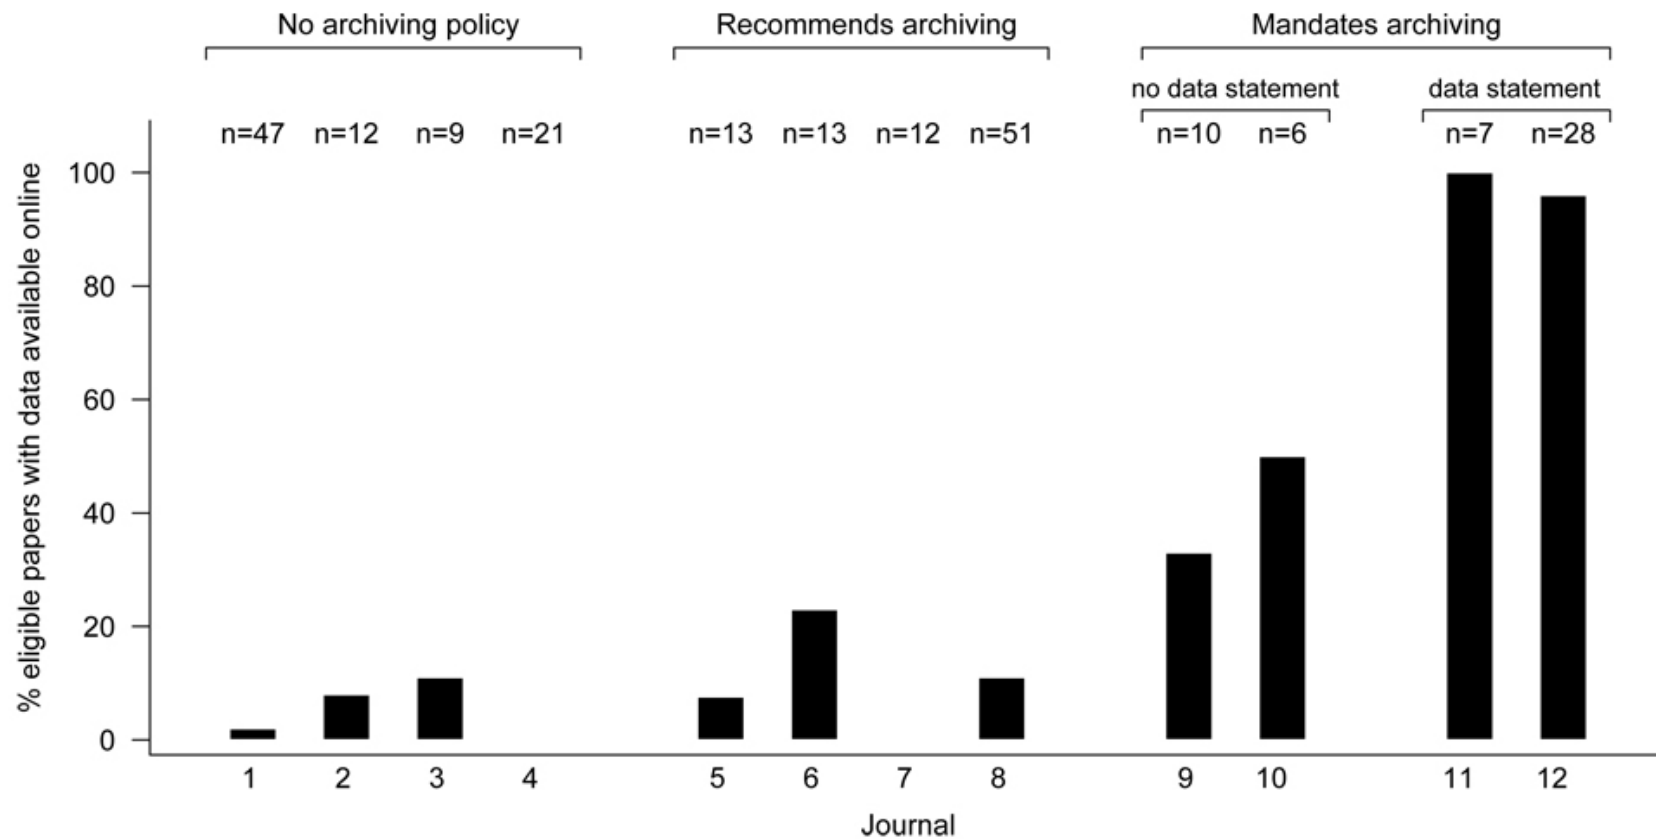 No archiving policy Recommends archiving Mandates archiving
no data statement data statement
n=47 n=12 n=9 n=21 n=13 n=13 n=12 n=51 n=10 n=6 n=7 n=28
% eligible papers with data available online
100
80
60
40
20
0
1 2 3 4 5 6 7 8 9 10 11 12
Journal